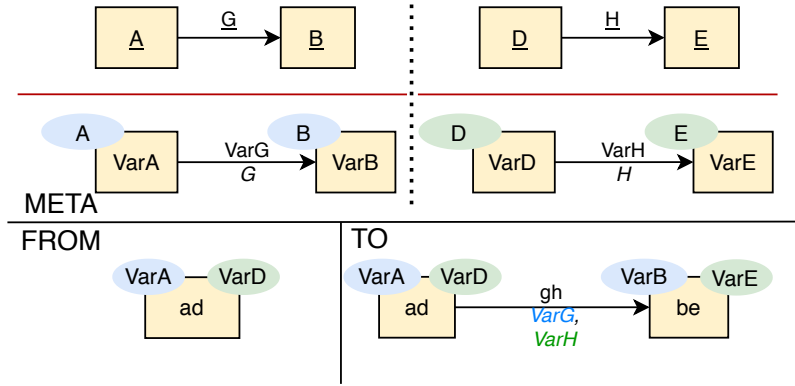 G
A
B
H
D
E
A
B
VarG
VarA
VarB
G
D
E
VarH
VarD
VarE
H
META
FROM
VarA
VarD
ad
TO
VarA
VarD
ad
gh
VarG,
VarH
VarB
VarE
be